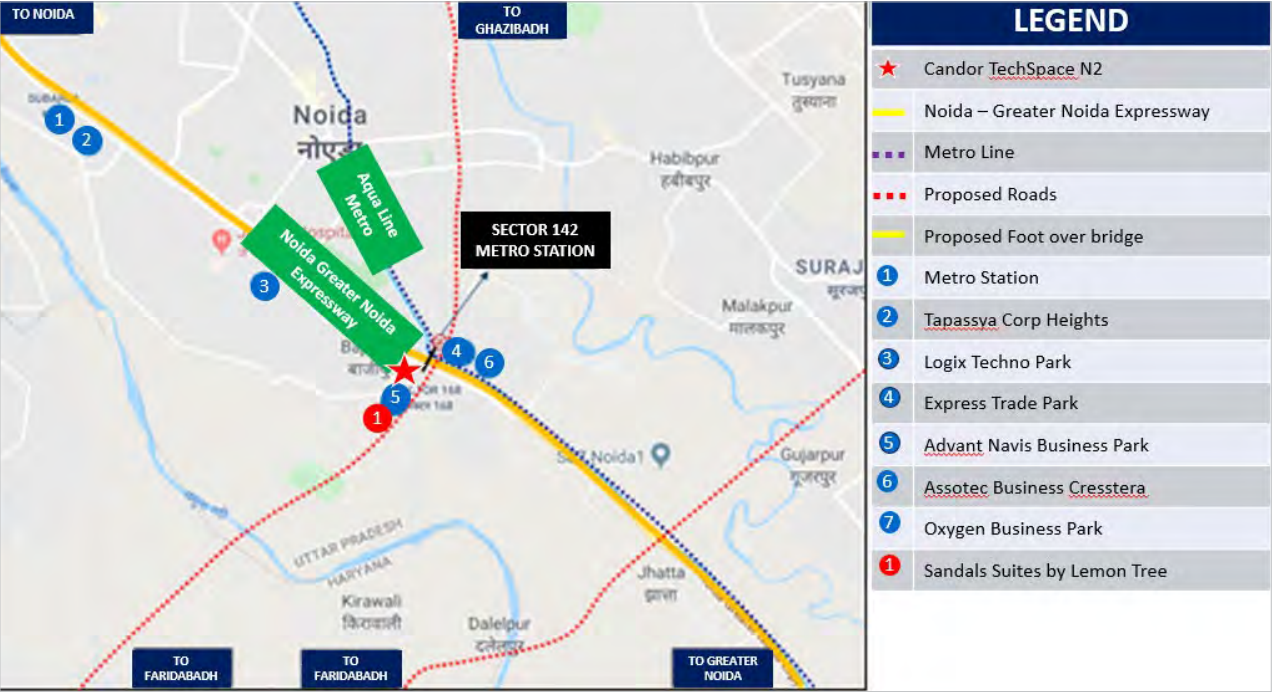 TO NOIDA
TO
GHAZIBADH
Tusyana
तुस्याना
1
2
Noida
नोएडा
Habibpur
हबीबपुर
Aqua Line
Metro
SECTOR 142
METRO STATION
Noida Greater Noida
Expressway
3
SURAJ
Malakpur
मालकपुर
4
6
5
168
168
1
Noida1
Gujarpur
गूजरपुर
UTTAR PRADESH
HARYANA
Jhatta
झात्ता
Kirawali
किरावाली
Dalelpur
दलेलपुर
TO
FARIDABADH
TO
FARIDABADH
TO GREATER
NOIDA
LEGEND
Candor TechSpace N2
Noida – Greater Noida Expressway
Metro Line
Proposed Roads
Proposed Foot over bridge
1 Metro Station
2 Tapassya Corp Heights
3 Logix Techno Park
4 Express Trade Park
5 Advant Navis Business Park
6 Assotec Business Cresstera
7 Oxygen Business Park
1 Sandals Suites by Lemon Tree